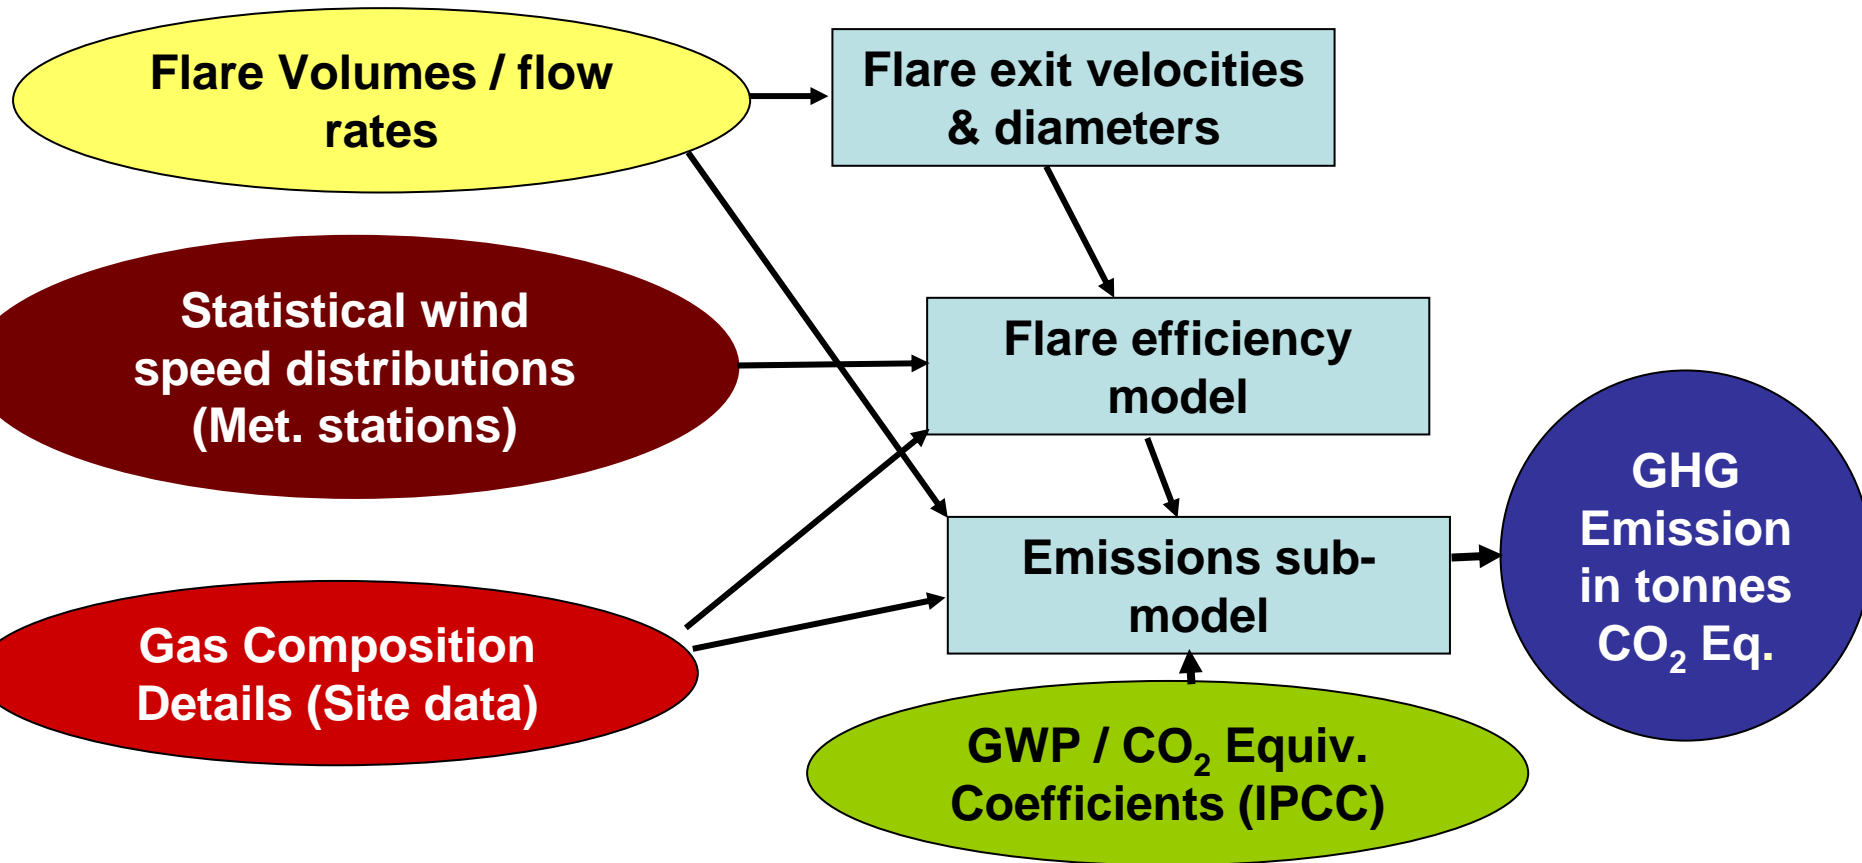 Flare Volumes / flow
rates
Flare exit velocities
& diameters
Statistical wind
speed distributions
(Met. stations)
Flare efficiency
model
GHG
Emission
in tonnes
CO₂ Eq.
Emissions sub-
model
Gas Composition
Details (Site data)
GWP / CO₂ Equiv.
Coefficients (IPCC)